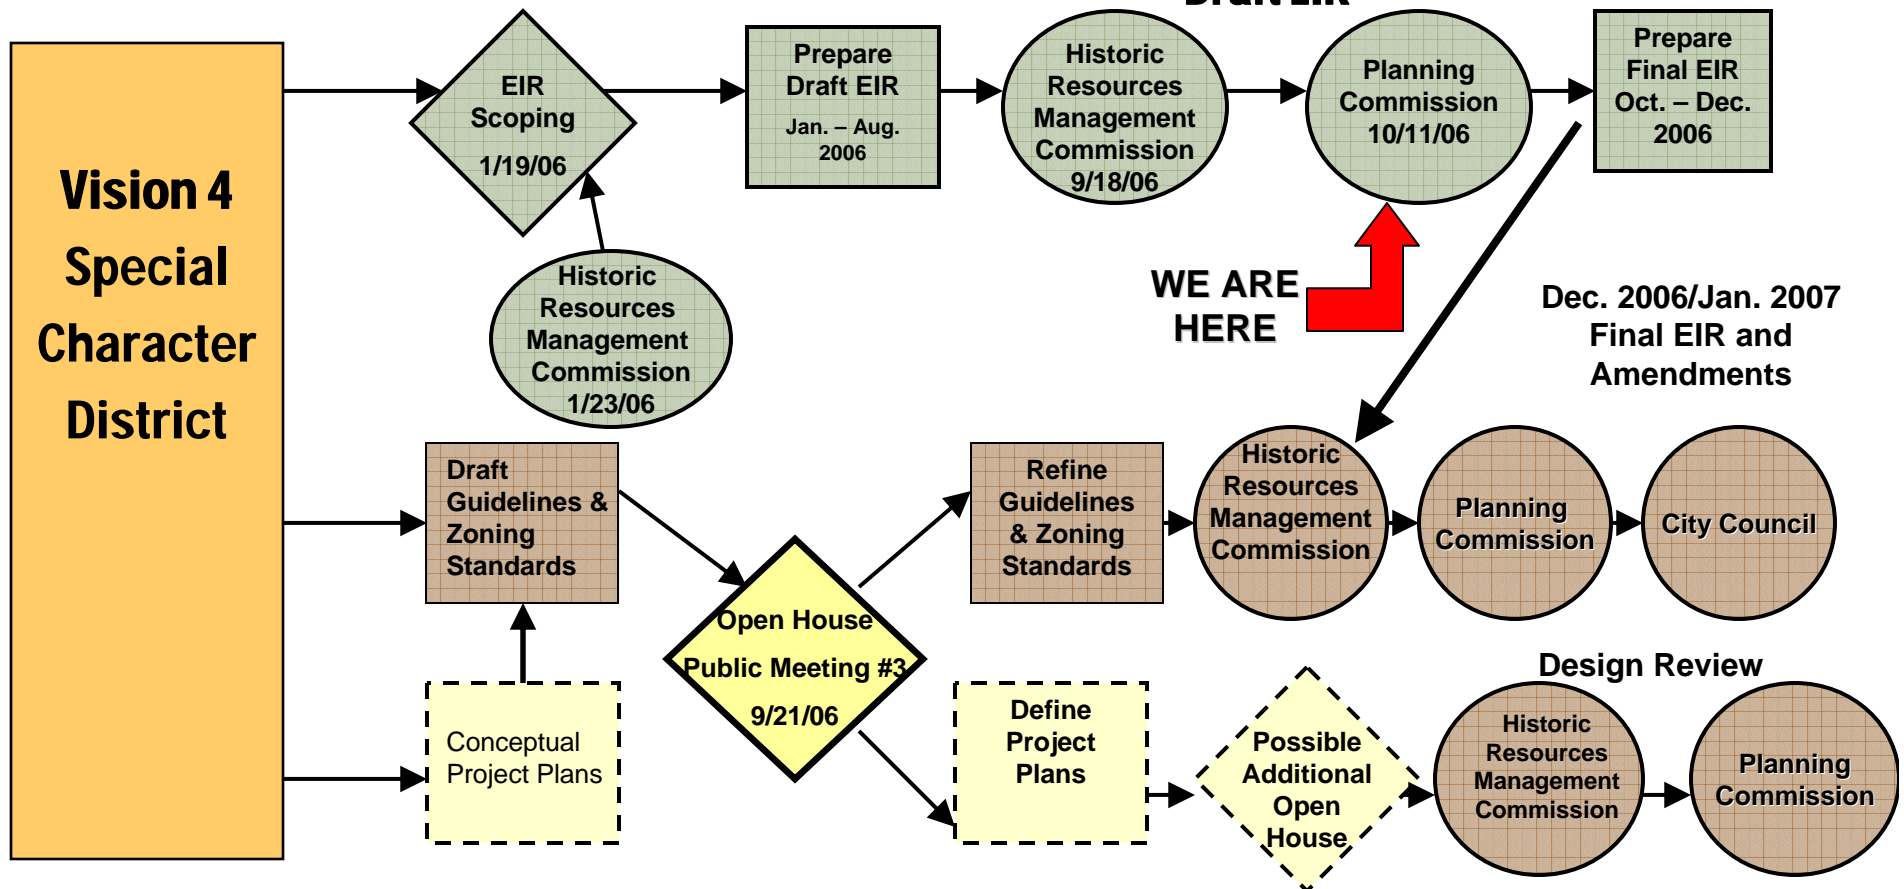 Draft EIR
Vision 4
Special
Character
District
EIR
Scoping
1/19/06
Prepare
Draft EIR
Jan. – Aug.
2006
Historic
Resources
Management
Commission
9/18/06
Planning
Commission
10/11/06
Prepare
Final EIR
Oct. – Dec.
2006
Historic
Resources
Management
Commission
1/23/06
WE ARE
HERE
Dec. 2006/Jan. 2007
Final EIR and
Amendments
Draft
Guidelines &
Zoning
Standards
Open House
Public Meeting #3
9/21/06
Refine
Guidelines
& Zoning
Standards
Historic
Resources
Management
Commission
Planning
Commission
City Council
Conceptual
Project Plans
Define
Project
Plans
Possible
Additional
Open
House
Design Review
Historic
Resources
Management
Commission
Planning
Commission